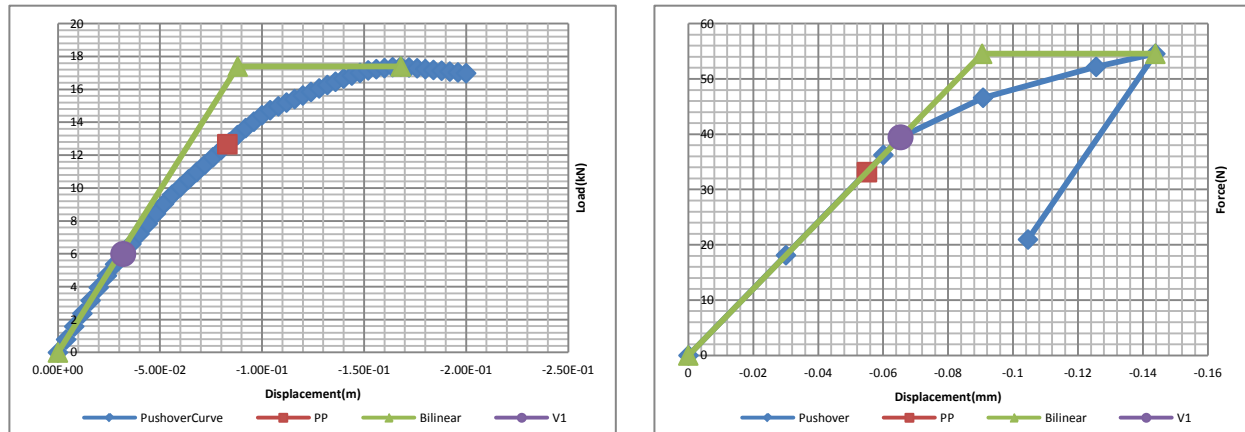 20
18
16
14
12
10
8
6
4
2
0
0.00E+00 -5.00E-02 -1.00E-01 -1.50E-01 -2.00E-01 -2.50E-01
Load(kN)
Displacement(m)
PushoverCurve PP Bilinear V1
60
50
40
30
20
10
0
0 -0.02 -0.04 -0.06 -0.08 -0.1 -0.12 -0.14 -0.16
Force(N)
Displacement(mm)
Pushover PP Bilinear V1